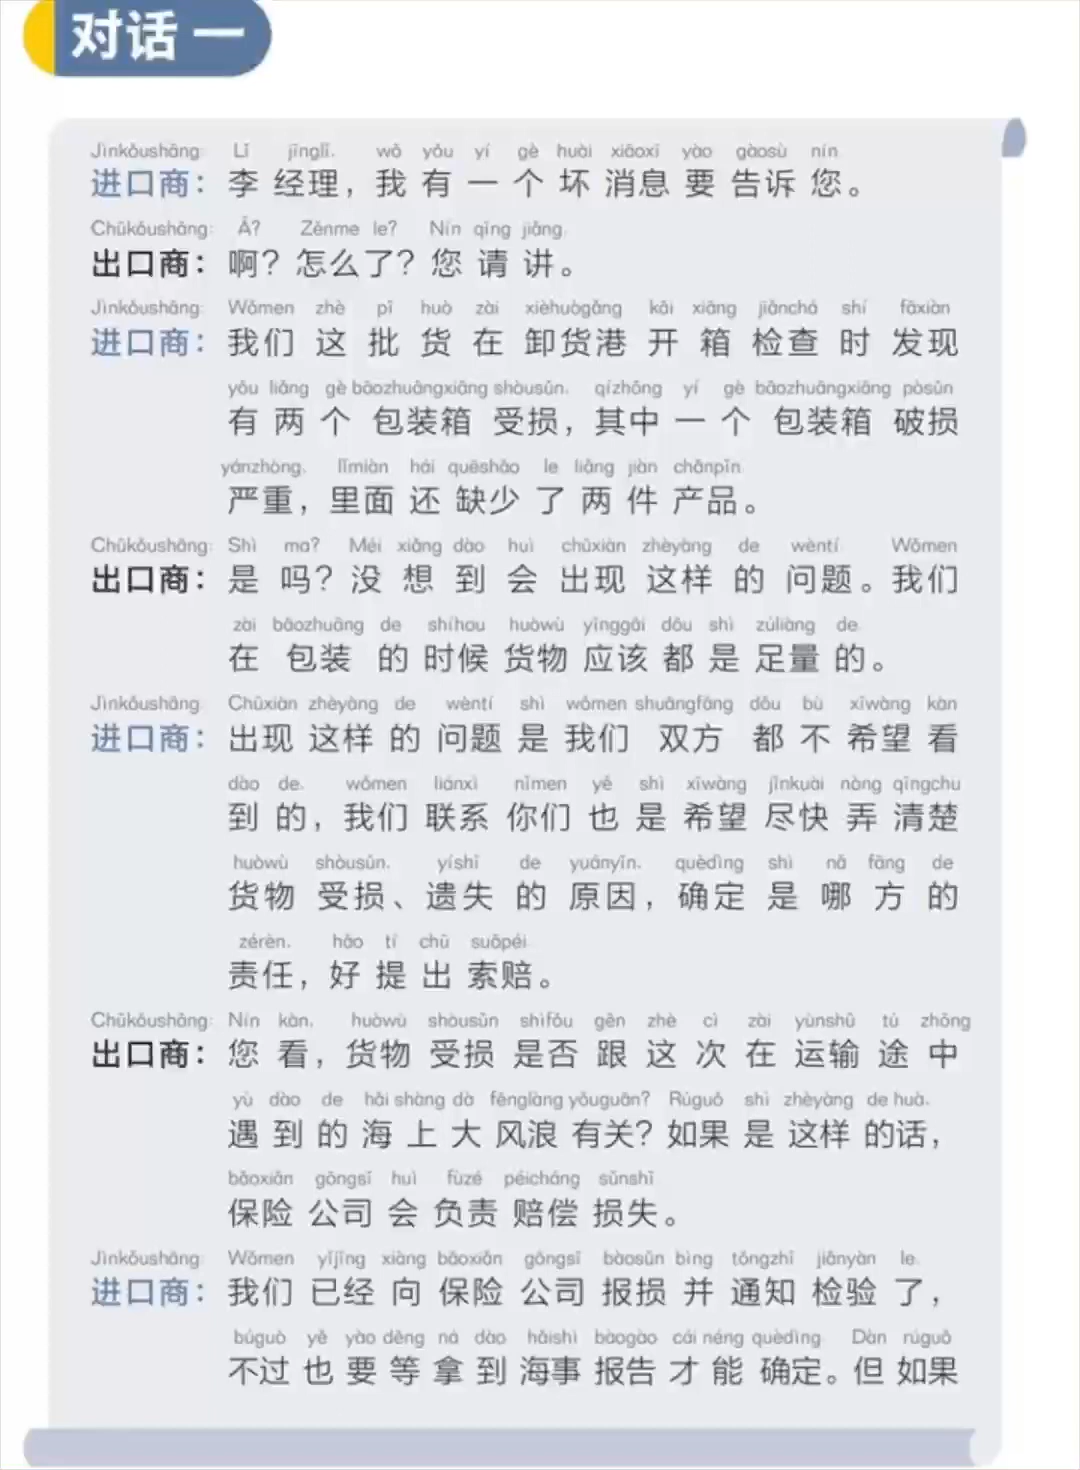 对话一
Jìnkǒushāng: Lǐ jīnglǐ, wǒ yǒu yí gè huài xiāoxi yào gàosù nín.
进口商：李经理，我有一个坏消息要告诉您。
Chūkǒushāng: Á? Zěnme le? Nín qǐng jiǎng.
出口商：啊？怎么了？您请讲。
Jìnkǒushāng: Wǒmen zhè pī huò zài xièhuògǎng kāi xiāng jiǎnchá shí fāxiàn
进口商：我们这批货在卸货港开箱检查时发现
yǒu liǎng gè bāozhuāngxiāng shòusǔn, qízhōng yí gè bāozhuāngxiāng pòsǔn
有两个包装箱受损，其中一个包装箱破损
yánzhòng, lǐmiàn hái quēshǎo le liǎng jiàn chǎnpǐn.
严重，里面还缺少了两件产品。
Chūkǒushāng: Shì ma? Méi xiǎng dào huì chūxiàn zhèyàng de wèntí. Wǒmen
出口商：是吗？没想到会出现这样的问题。我们
zài bāozhuāng de shíhou huòwù yīnggāi dōu shì zúliàng de.
在包装的时候货物应该都是足量的。
Jìnkǒushāng: Chūxiàn zhèyàng de wèntí shì wǒmen shuāngfāng dōu bù xīwàng kàn
进口商：出现这样的问题是我们双方都不希望看
dào de, wǒmen liánxì nǐmen yě shì xīwàng jǐnkuài nòng qīngchu
到的，我们联系你们也是希望尽快弄清楚
huòwù shòusǔn, yíshī de yuányīn, quèdìng shì nǎ fāng de
货物受损、遗失的原因，确定是哪方的
zérèn, hǎo tí chū suǒpéi.
责任，好提出索赔。
Chūkǒushāng: Nín kàn, huòwù shòusǔn shìfǒu gēn zhè cì zài yùnshū tú zhōng
出口商：您看，货物受损是否跟这次在运输途中
yù dào de hǎi shàng dà fēnglàng yǒuguān? Rúguǒ shì zhèyàng de huà,
遇到的海上大风浪有关？如果是这样的话，
bǎoxiǎn gōngsī huì fùzé péicháng sǔnshī.
保险公司会负责赔偿损失。
Jìnkǒushāng: Wǒmen yǐjīng xiàng bǎoxiǎn gōngsī bàosǔn bìng tōngzhī jiǎnyàn le,
进口商：我们已经向保险公司报损并通知检验了，
búguò yě yào děng ná dào hǎishì bàogào cái néng quèdìng. Dàn rúguǒ
不过也要等拿到海事报告才能确定。但如果